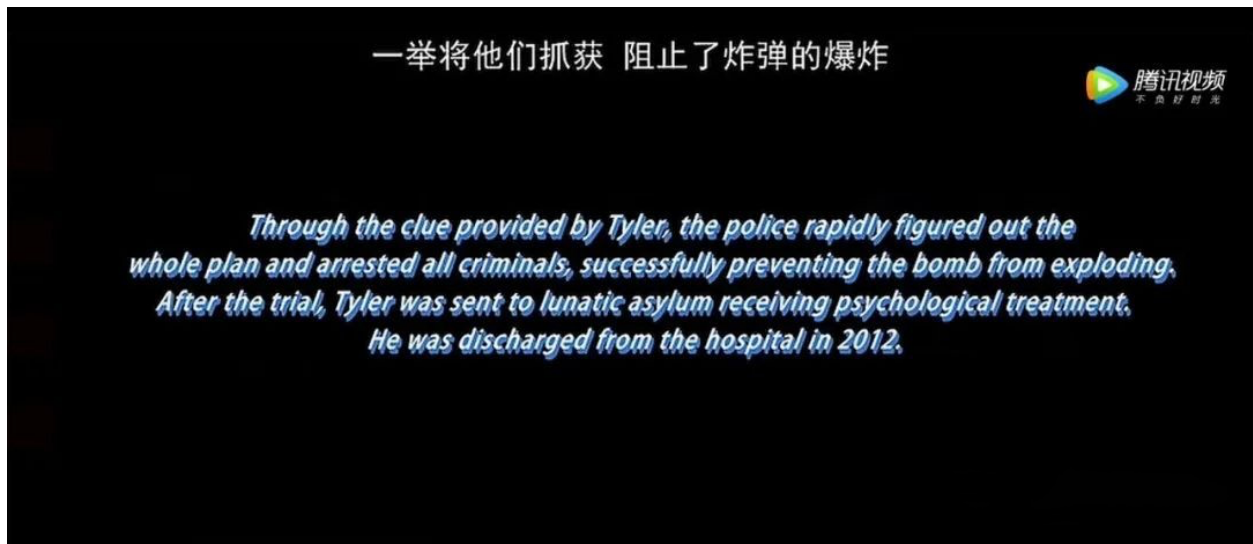 一举将他们抓获 阻止了炸弹的爆炸
腾讯视频
不负好时光
Through the clue provided by Tyler, the police rapidly figured out the
whole plan and arrested all criminals, successfully preventing the bomb from exploding.
After the trial, Tyler was sent to lunatic asylum receiving psychological treatment.
He was discharged from the hospital in 2012.